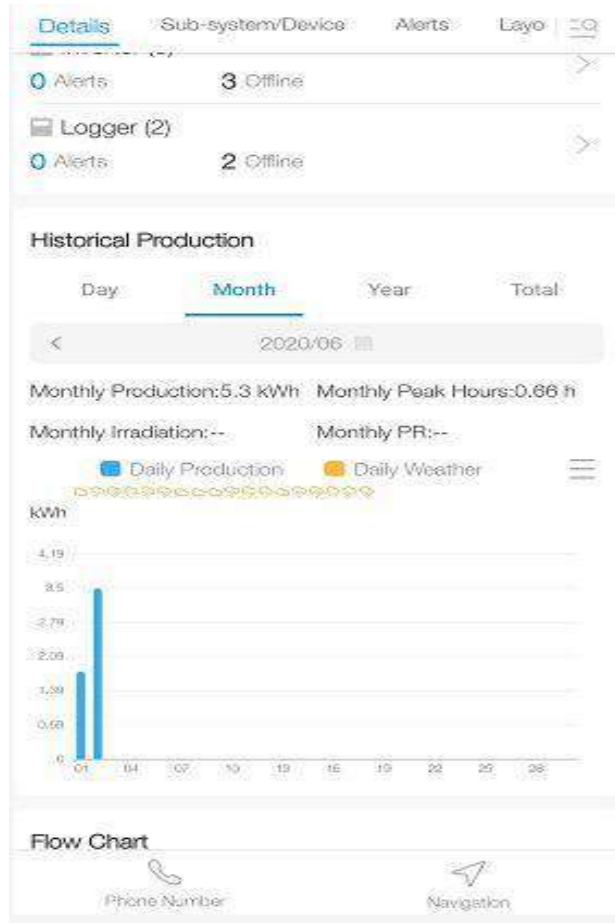 Details Sub-system/Device Alerts Layo
0 Alerts 3 Offline
Logger (2)
0 Alerts 2 Offline
Historical Production
Day Month Year Total
< 2020/06
Monthly Production:5.3 kWh Monthly Peak Hours:0.66 h
Monthly Irradiation:-- Monthly PR:--
Daily Production Daily Weather
kWh
4.19
3.5
2.79
2.09
1.39
0.69
0
01 04 07 10 13 16 19 22 25 28
Flow Chart
Phone Number Navigation